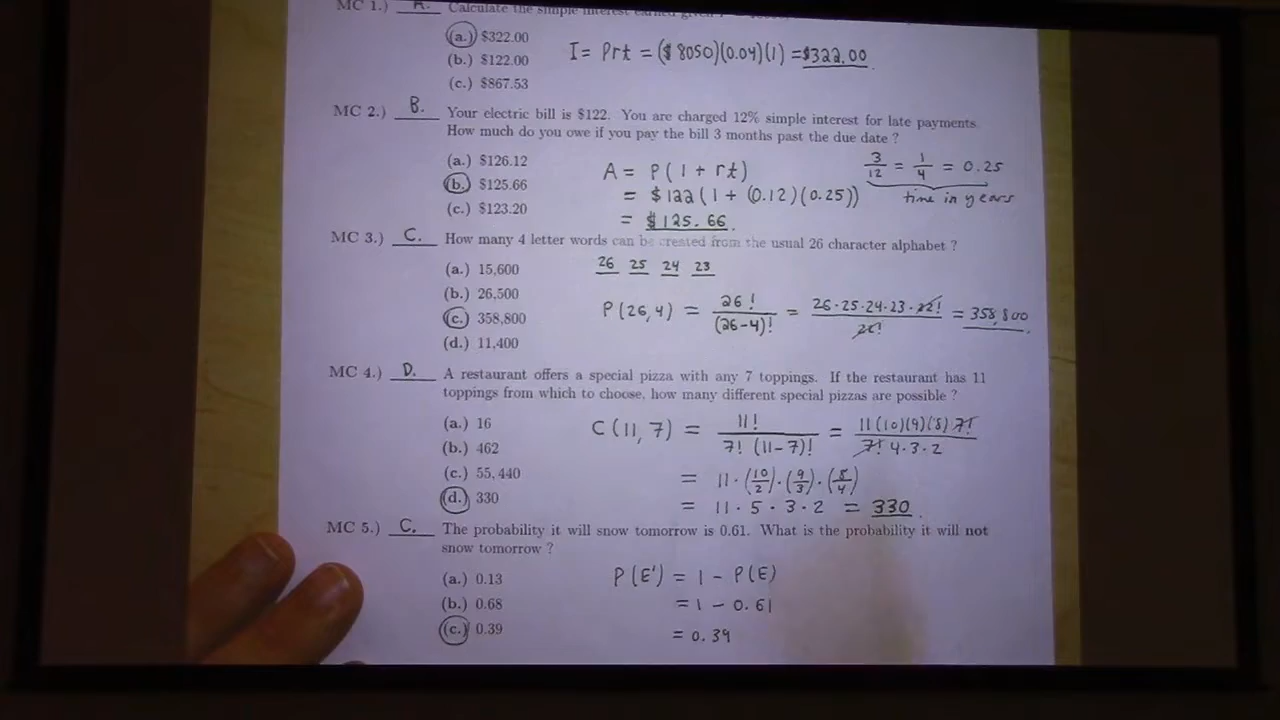 MC 1.) A. Calculate the simple interest earned given
(a.) $322.00
I = Prt = ($8050)(0.04)(1) = $322.00
(b.) $122.00
(c.) $867.53
MC 2.) B. Your electric bill is $122. You are charged 12% simple interest for late payments.
How much do you owe if you pay the bill 3 months past the due date ?
(a.) $126.12
(b.) $125.66
(c.) $123.20
A = P(1 + rt)
= $122(1 + (0.12)(0.25))
= $125.66.
3/12 = 1/4 = 0.25
time in years
MC 3.) C. How many 4 letter words can be created from the usual 26 character alphabet ?
(a.) 15,600
(b.) 26,500
(c.) 358,800
(d.) 11,400
26 25 24 23
P(26,4) = 26!/(26-4)! = 26·25·24·23·22!/22! = 358,800.
MC 4.) D. A restaurant offers a special pizza with any 7 toppings. If the restaurant has 11
toppings from which to choose, how many different special pizzas are possible ?
(a.) 16
(b.) 462
(c.) 55,440
(d.) 330
C(11,7) = 11!/7!(11-7)! = 11(10)(9)(8)7!/7! 4·3·2
= 11·(10/2)·(9/3)·(8/4)
= 11·5·3·2 = 330.
MC 5.) C. The probability it will snow tomorrow is 0.61. What is the probability it will not
snow tomorrow ?
(a.) 0.13
(b.) 0.68
(c.) 0.39
P(E') = 1 - P(E)
= 1 - 0.61
= 0.39